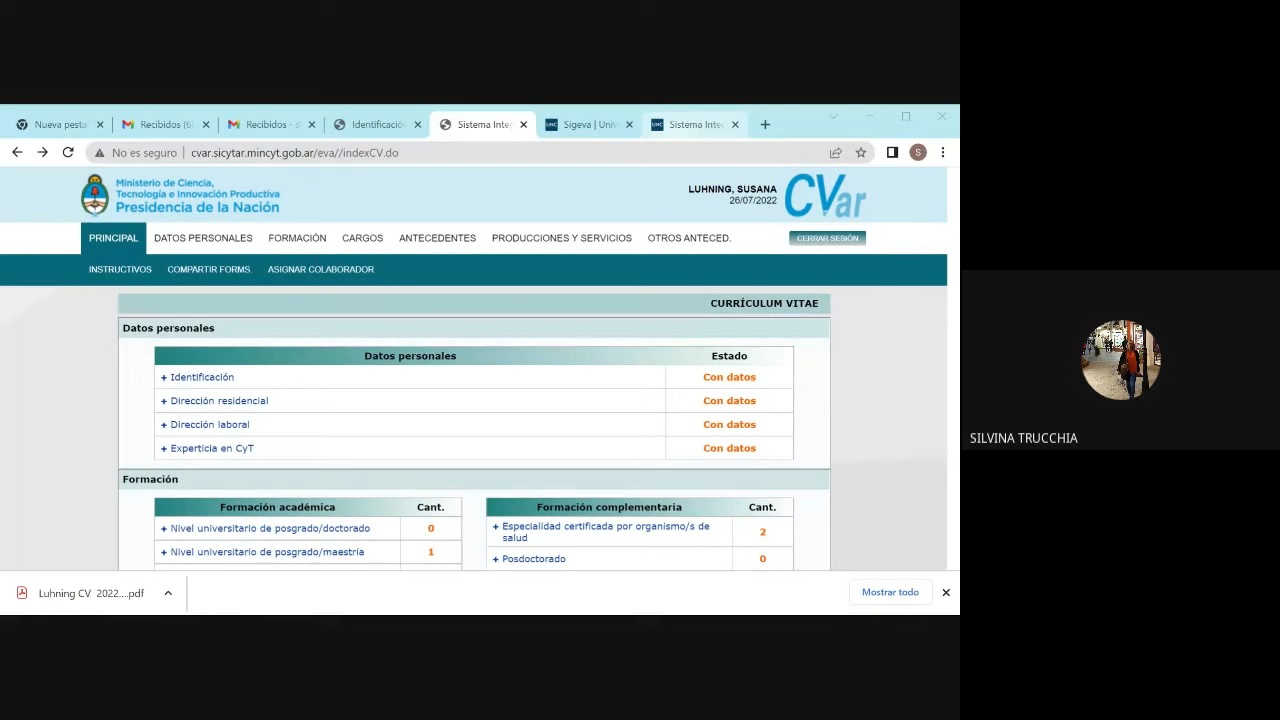 Nueva pesta
Recibidos (6
Recibidos - s
Identificació
Sistema Inte
UNC Sigeva | Univ
UNC Sistema Inte
No es seguro | cvar.sicytar.mincyt.gob.ar/eva//indexCV.do
S
Ministerio de Ciencia,
Tecnología e Innovación Productiva
Presidencia de la Nación
LUHNING, SUSANA
26/07/2022
CVar
PRINCIPAL DATOS PERSONALES FORMACIÓN CARGOS ANTECEDENTES PRODUCCIONES Y SERVICIOS OTROS ANTECED. CERRAR SESIÓN
INSTRUCTIVOS COMPARTIR FORMS. ASIGNAR COLABORADOR
CURRÍCULUM VITAE
Datos personales
Datos personales Estado
+ Identificación Con datos
+ Dirección residencial Con datos
+ Dirección laboral Con datos
+ Experticia en CyT Con datos
Formación
Formación académica Cant.
+ Nivel universitario de posgrado/doctorado 0
+ Nivel universitario de posgrado/maestría 1
Formación complementaria Cant.
+ Especialidad certificada por organismo/s de
salud 2
+ Posdoctorado 0
Luhning CV 2022....pdf
Mostrar todo
SILVINA TRUCCHIA